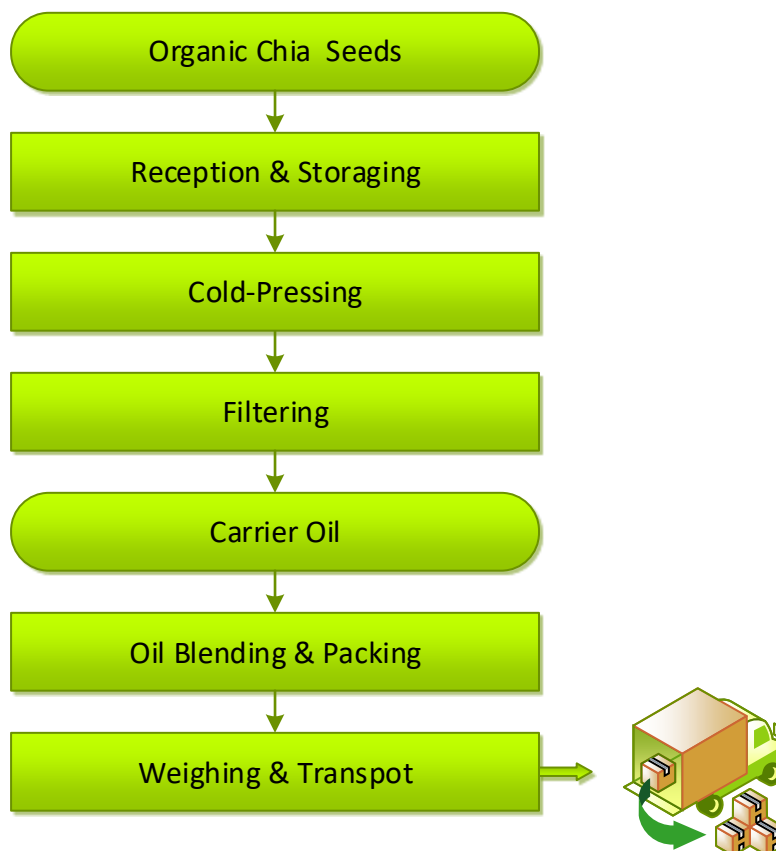 Organic Chia  Seeds
Reception & Storaging
Cold-Pressing
Filtering
Carrier Oil
Oil Blending & Packing
Weighing & Transpot